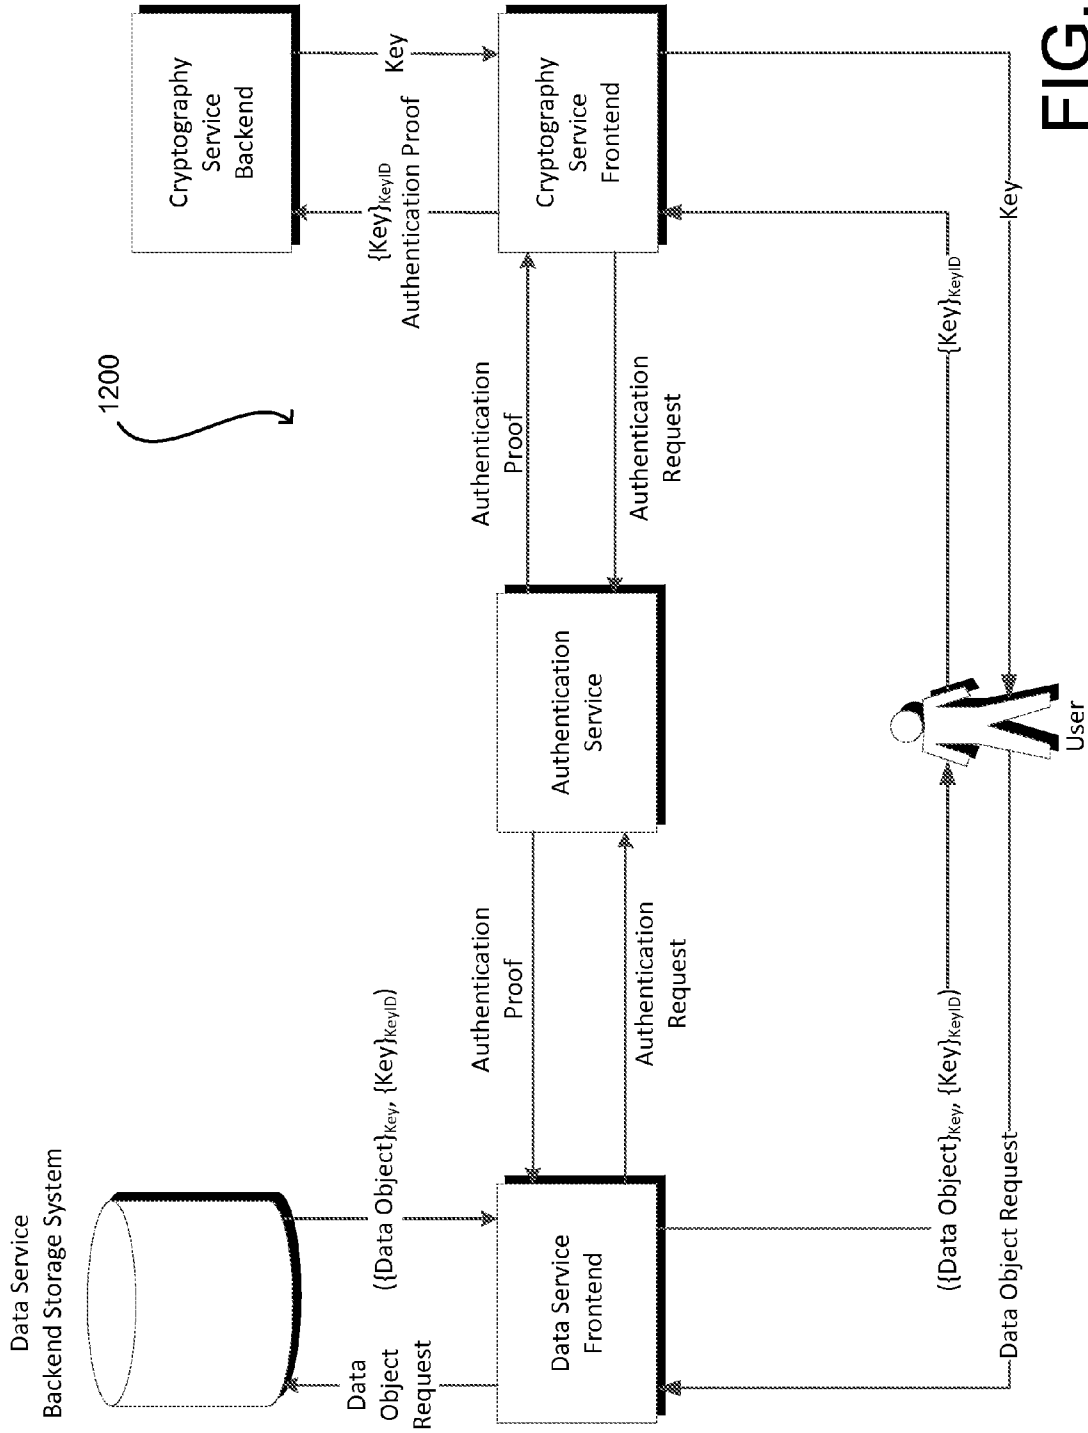 Data Service
Backend Storage System
Data
Object
Request
({Data Object}Key, {Key}KeyID)
1200
Cryptography
Service
Backend
{Key}KeyID
Authentication Proof
Key
Data Service
Frontend
Authentication
Proof
Authentication
Request
Authentication
Service
Authentication
Proof
Authentication
Request
Cryptography
Service
Frontend
({Data Object}Key, {Key}KeyID)
{Key}KeyID
Data Object Request
Key
User
FIG.